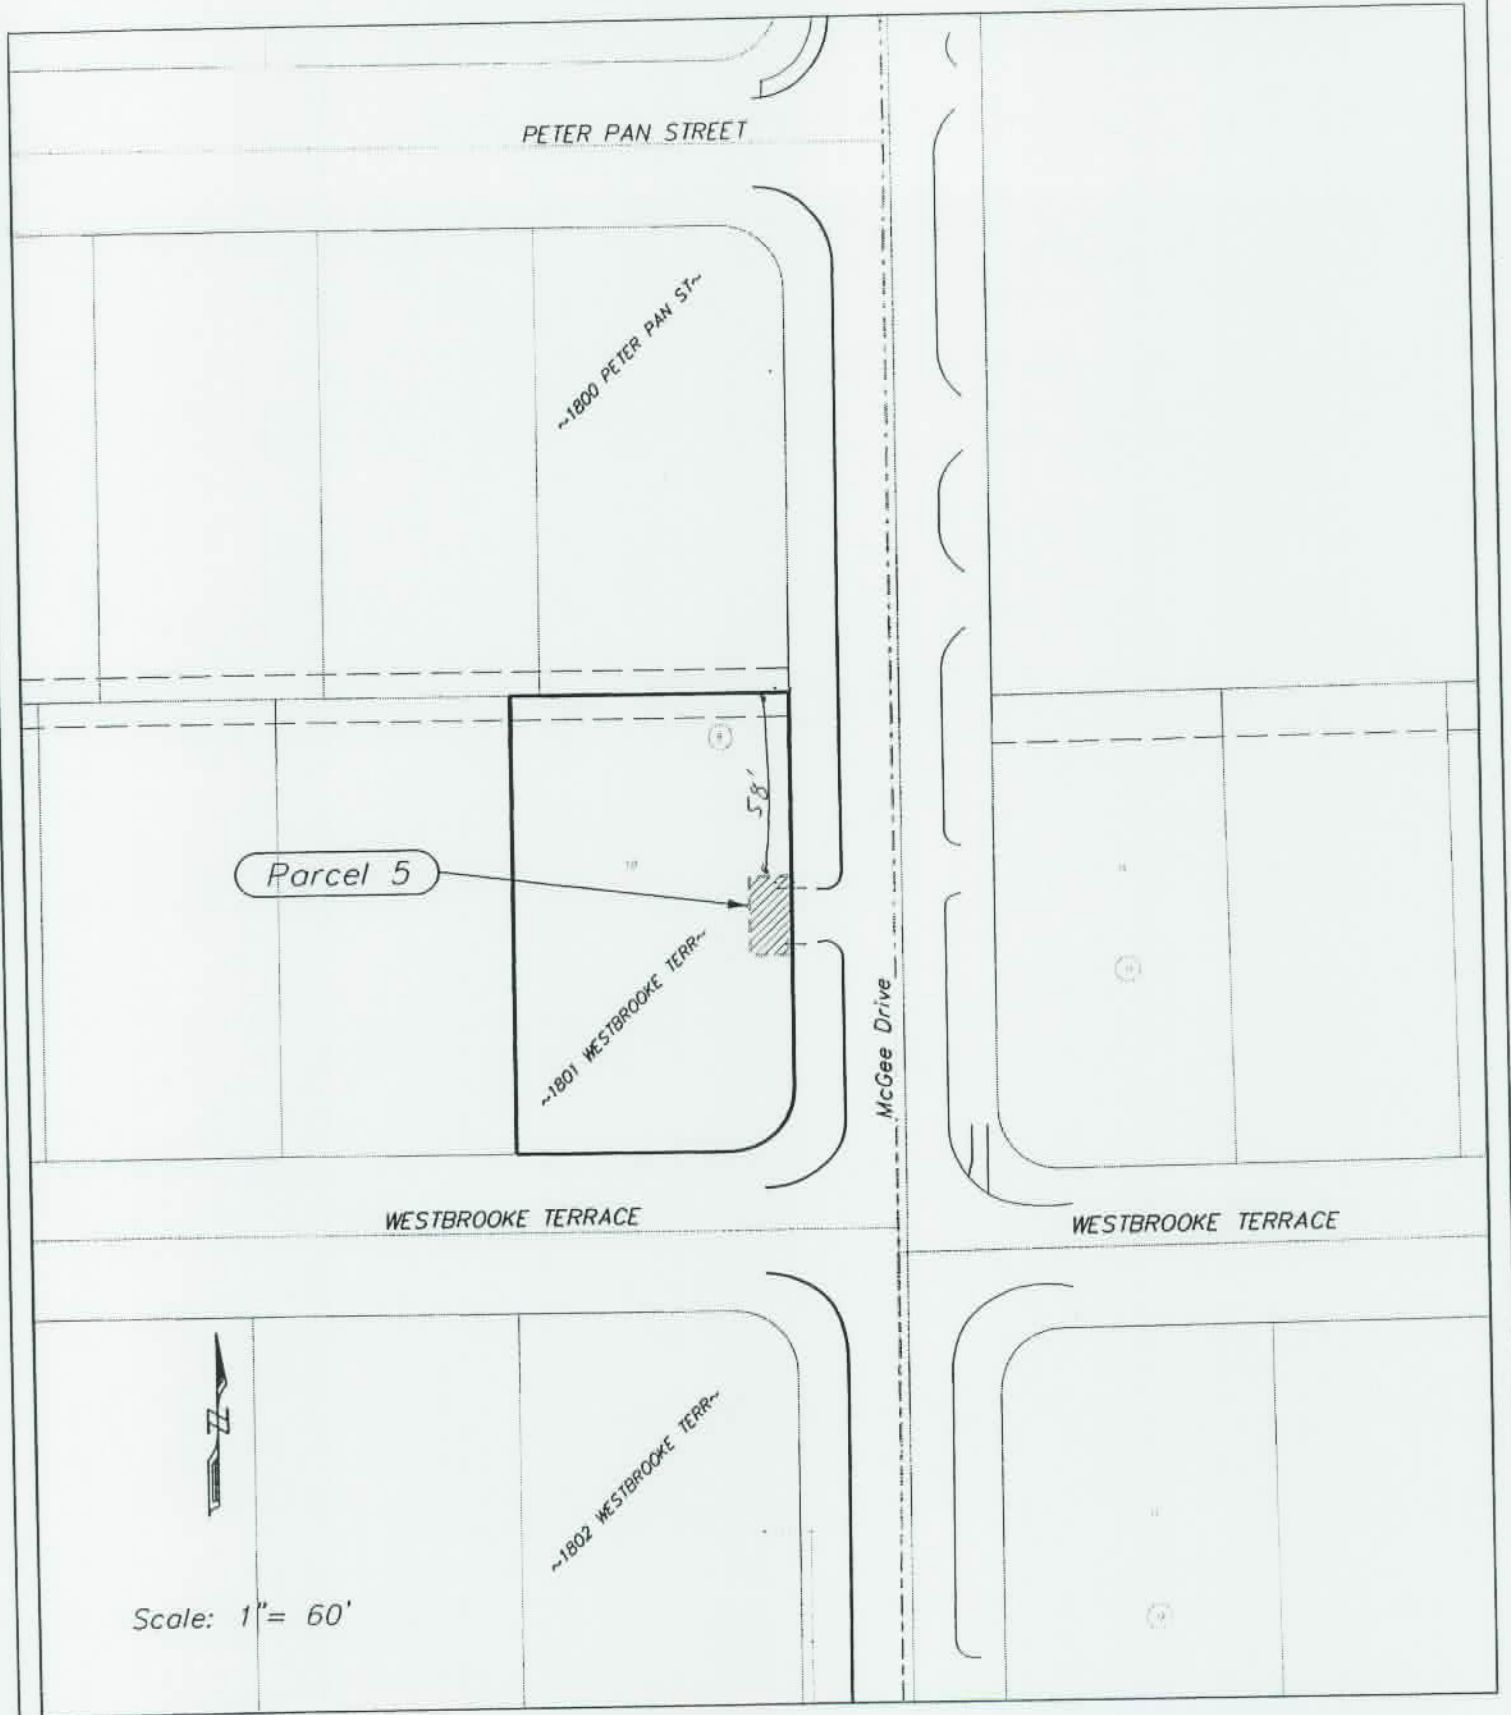 PETER PAN STREET
~1800 PETER PAN ST~
58'
Parcel 5
10
~1801 WESTBROOKE TERR~
McGee Drive
WESTBROOKE TERRACE
WESTBROOKE TERRACE
N
~1802 WESTBROOKE TERR~
Scale: 1"= 60'